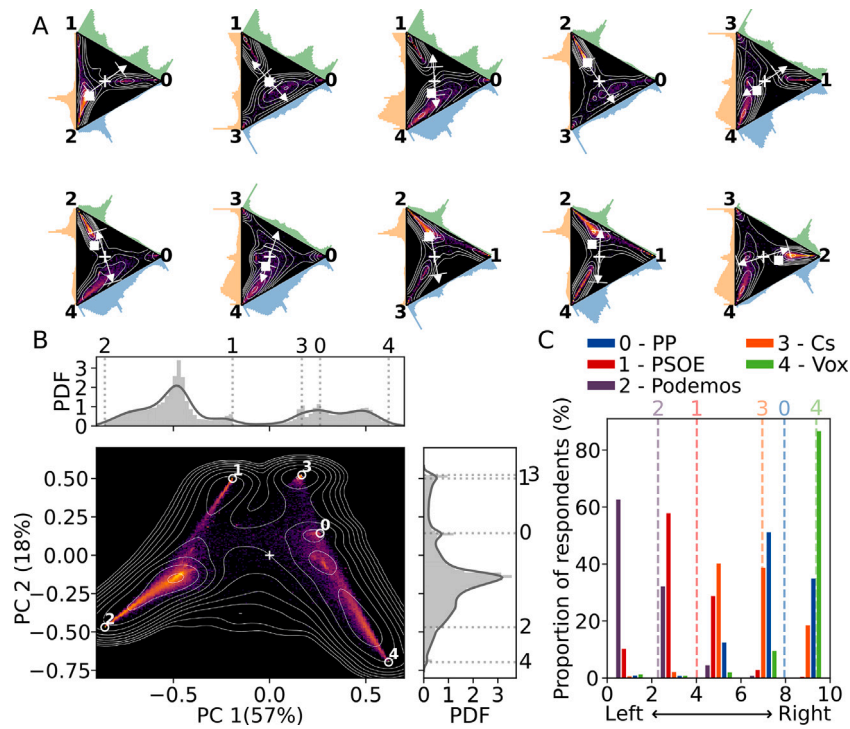 A
1 0 2
1 0 3
1 0 4
2 0 3
3 1 4
2 0 4
3 0 4
2 1 3
2 1 4
3 2 4
B
2 1 3 0 4
PDF
3
2
1
0
PC 2 (18%)
0.50
0.25
0.00
−0.25
−0.50
−0.75
1 3 0 2 4
−0.5 0.0 0.5
PC 1(57%)
13
0
2
4
0 1 2 3
PDF
C
0 - PP 3 - Cs
1 - PSOE 4 - Vox
2 - Podemos
2 1 3 0 4
Proportion of respondents (%)
80
60
40
20
0
0 2 4 6 8 10
Left Right